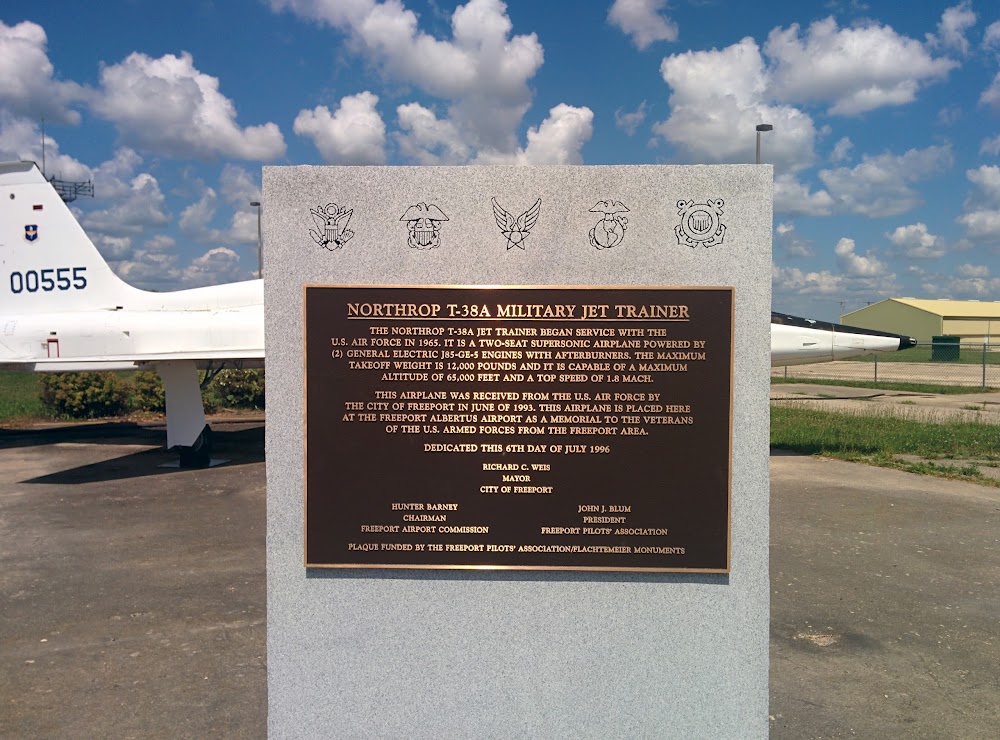 00555
NORTHROP T-38A MILITARY JET TRAINER
THE NORTHROP T-38A JET TRAINER BEGAN SERVICE WITH THE
U.S. AIR FORCE IN 1965. IT IS A TWO-SEAT SUPERSONIC AIRPLANE POWERED BY
(2) GENERAL ELECTRIC J85-GE-5 ENGINES WITH AFTERBURNERS. THE MAXIMUM
TAKEOFF WEIGHT IS 12,000 POUNDS AND IT IS CAPABLE OF A MAXIMUM
ALTITUDE OF 65,000 FEET AND A TOP SPEED OF 1.8 MACH.
THIS AIRPLANE WAS RECEIVED FROM THE U.S. AIR FORCE BY
THE CITY OF FREEPORT IN JUNE OF 1993. THIS AIRPLANE IS PLACED HERE
AT THE FREEPORT ALBERTUS AIRPORT AS A MEMORIAL TO THE VETERANS
OF THE U.S. ARMED FORCES FROM THE FREEPORT AREA.
DEDICATED THIS 6TH DAY OF JULY 1996
RICHARD C. WEIS
MAYOR
CITY OF FREEPORT
HUNTER BARNEY
CHAIRMAN
FREEPORT AIRPORT COMMISSION
JOHN J. BLUM
PRESIDENT
FREEPORT PILOTS' ASSOCIATION
PLAQUE FUNDED BY THE FREEPORT PILOTS' ASSOCIATION/FLACHTEMEIER MONUMENTS